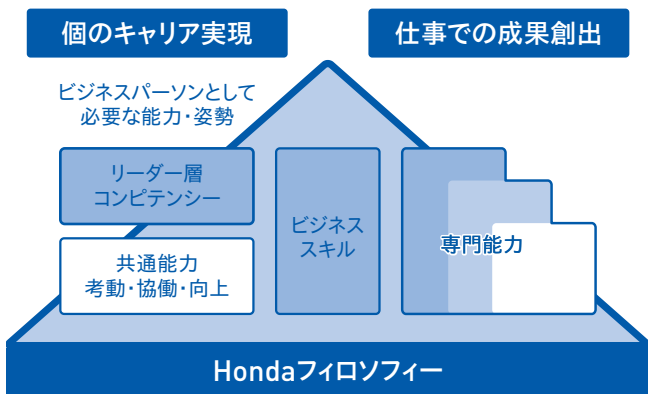 個のキャリア実現
仕事での成果創出
ビジネスパーソンとして
必要な能力・姿勢
リーダー層
コンピテンシー
共通能力
考動・協働・向上
ビジネス
スキル
専門能力
Hondaフィロソフィー